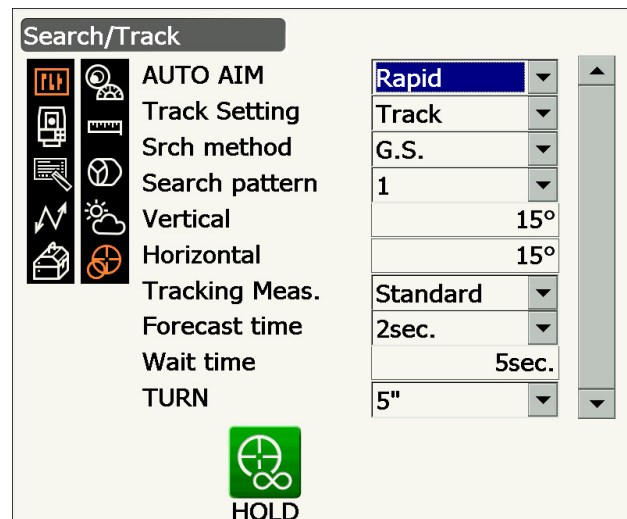 Search/Track
AUTO AIM Rapid
Track Setting Track
Srch method G.S.
Search pattern 1
Vertical 15°
Horizontal 15°
Tracking Meas. Standard
Forecast time 2sec.
Wait time 5sec.
TURN 5"
HOLD